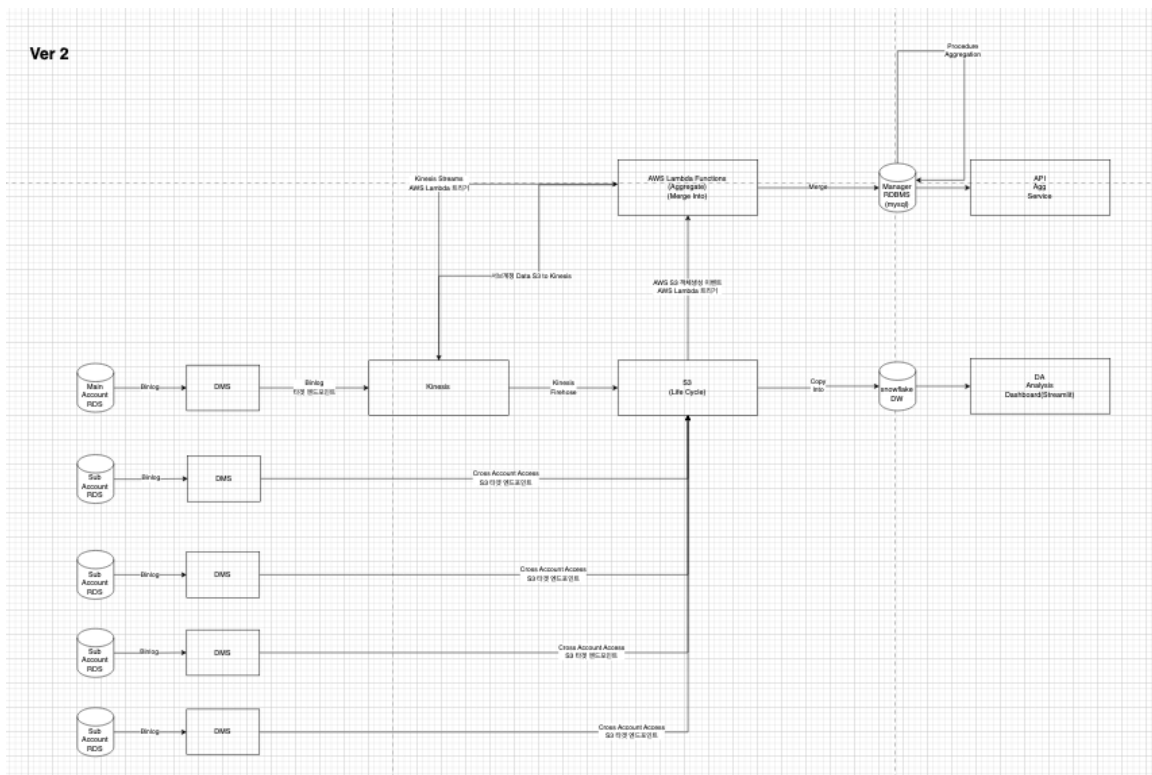 Ver 2
Procedure
Aggregation
Kinesis Streams
AWS Lambda 트리거
AWS Lambda Functions
(Aggregate)
(Merge Into)
Merge
Manager
RDBMS
(mysql)
API
Agg
Service
Data S3 to Kinesis
AWS S3 객체생성 이벤트
AWS Lambda 트리거
Main
Account
RDS
Binlog
DMS
Binlog
타겟 엔드포인트
Kinesis
Kinesis
Firehose
S3
(Life Cycle)
Copy
Into
snowflake
DW
DA
Analysis
Dashboard(Streamlit)
Sub
Account
RDS
Binlog
DMS
Cross Account Access
S3 타겟 엔드포인트
Sub
Account
RDS
Binlog
DMS
Cross Account Access
S3 타겟 엔드포인트
Sub
Account
RDS
Binlog
DMS
Cross Account Access
S3 타겟 엔드포인트
Sub
Account
RDS
Binlog
DMS
Cross Account Access
S3 타겟 엔드포인트